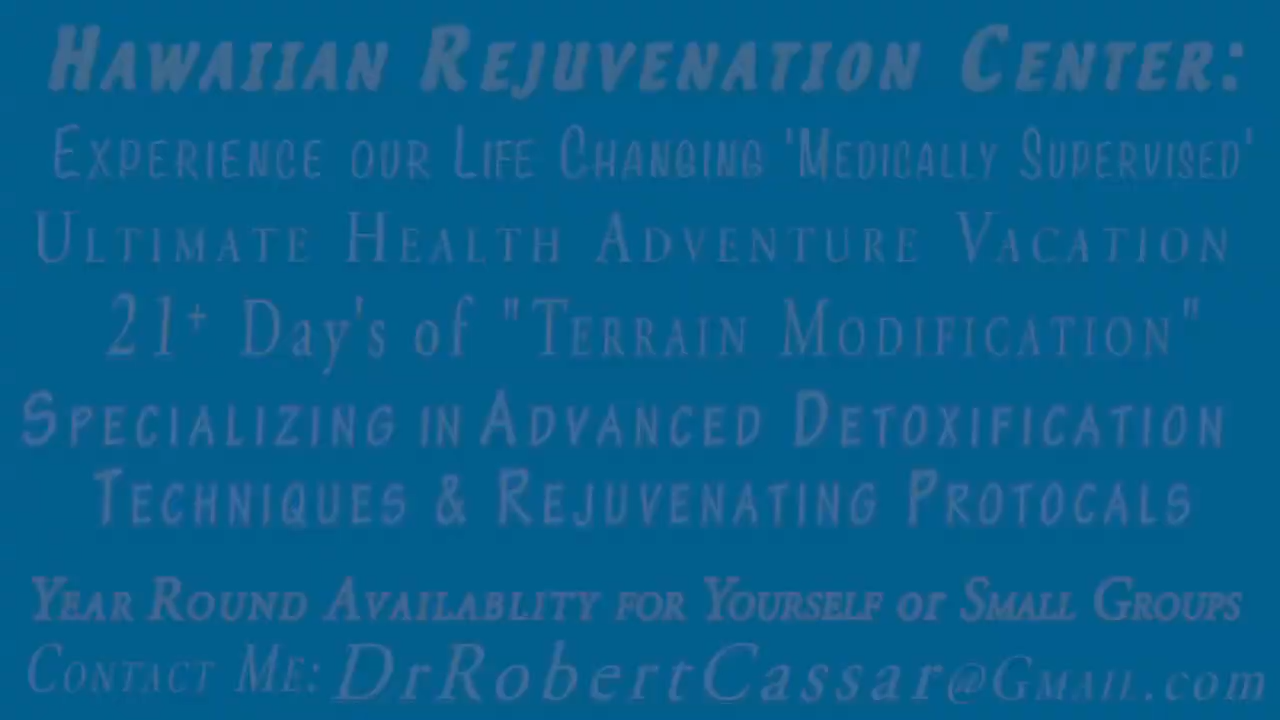 Hawaiian Rejuvenation Center:
Experience our Life Changing 'Medically Supervised'
Ultimate Health Adventure Vacation
21+ Day's of "Terrain Modification"
Specializing in Advanced Detoxification
Techniques & Rejuvenating Protocals
Year Round Availablity for Yourself or Small Groups
Contact Me: DrRobertCassar@Gmail.com